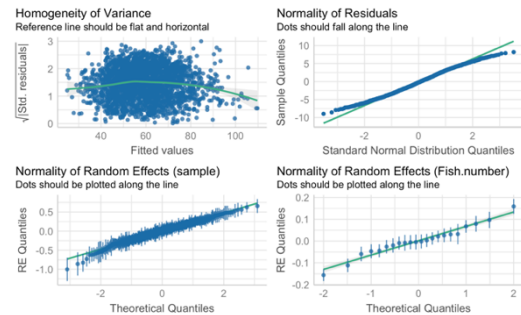 Homogeneity of Variance
Reference line should be flat and horizontal
√|Std. residuals|
3
2
1
0
40
60
80
100
Fitted values
Normality of Residuals
Dots should fall along the line
Sample Quantiles
10
5
0
-5
-10
-2
0
2
Standard Normal Distribution Quantiles
Normality of Random Effects (sample)
Dots should be plotted along the line
RE Quantiles
0.5
0.0
-0.5
-1.0
-2
0
2
Theoretical Quantiles
Normality of Random Effects (Fish.number)
Dots should be plotted along the line
RE Quantiles
0.2
0.1
0.0
-0.1
-0.2
-2
-1
0
1
2
Theoretical Quantiles